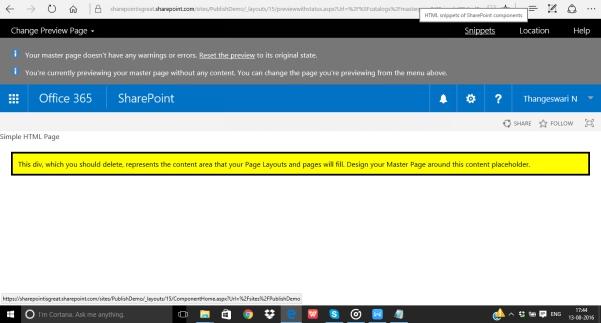 sharepointisgreat.sharepoint.com/sites/PublishDemo/_layouts/15/previewwithstatus.aspx?Url=%2F%5Fcatalogs%2Fmaster
HTML snippets of SharePoint components
Change Preview Page
Snippets Location Help
Your master page doesn't have any warnings or errors. Reset the preview to its original state.
You're currently previewing your master page without any content. You can change the page you're previewing from the menu above.
Office 365 SharePoint ? Thangeswari N
SHARE FOLLOW
Simple HTML Page
This div, which you should delete, represents the content area that your Page Layouts and pages will fill. Design your Master Page around this content placeholder.
https://sharepointisgreat.sharepoint.com/sites/PublishDemo/_layouts/15/ComponentHome.aspx?Url=%2Fsites%2FPublishDemo
I'm Cortana. Ask me anything.
ENG
17:44
13-08-2016